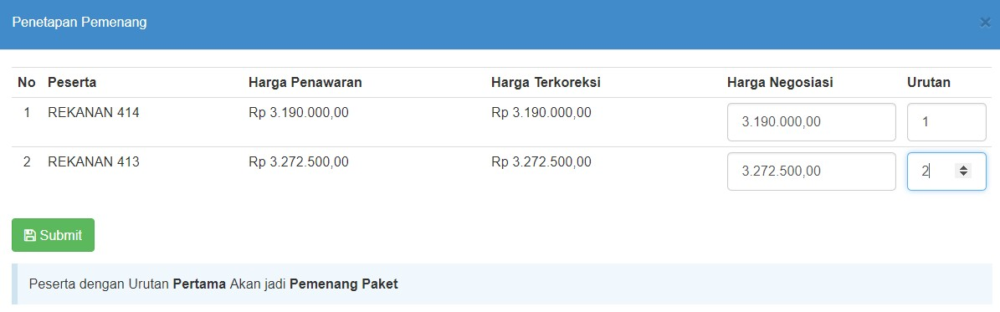 Penetapan Pemenang ×
No Peserta Harga Penawaran Harga Terkoreksi Harga Negosiasi Urutan
1 REKANAN 414 Rp 3.190.000,00 Rp 3.190.000,00 3.190.000,00 1
2 REKANAN 413 Rp 3.272.500,00 Rp 3.272.500,00 3.272.500,00 2
Submit
Peserta dengan Urutan Pertama Akan jadi Pemenang Paket